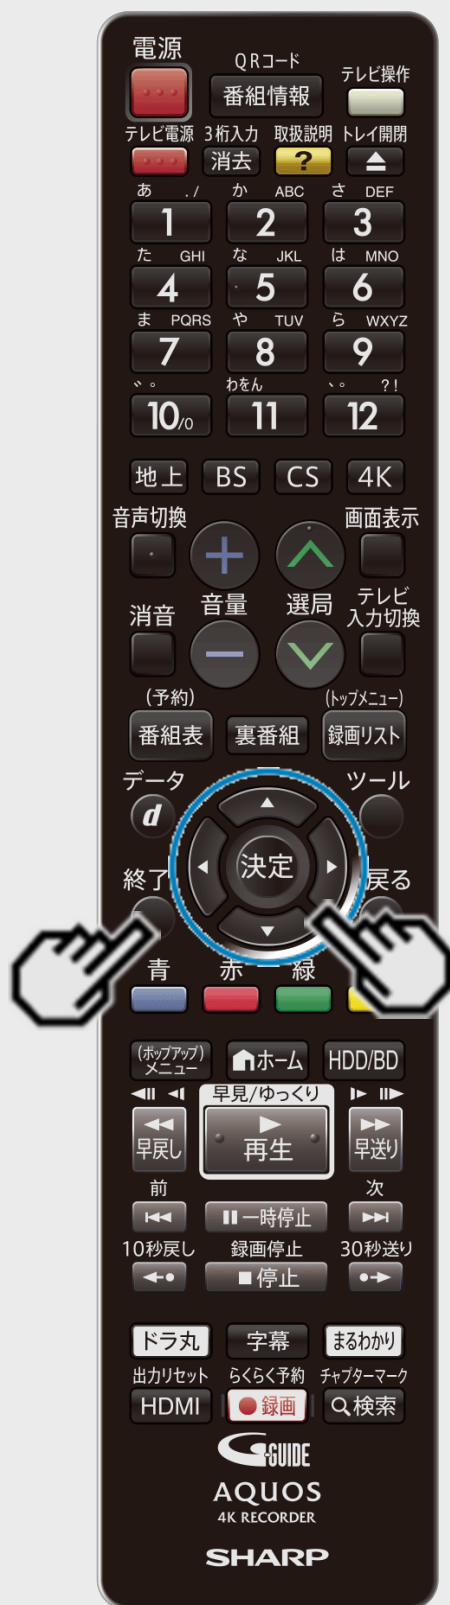 電源
QRコード
テレビ操作
番組情報
テレビ電源 3桁入力 取扱説明 トレイ開閉
消去 ?
あ ./ か ABC さ DEF
1 2 3
た GHI な JKL は MNO
4 5 6
ま PQRS や TUV ら WXYZ
7 8 9
゛゜ わをん 、。 ?!
10/0 11 12
地上 BS CS 4K
音声切換 画面表示
消音 音量 選局 テレビ
入力切換
(予約) (トップメニュー)
番組表 裏番組 録画リスト
データ ツール
d
決定
終了 戻る
青 赤 緑
(ポップアップ)
メニュー ホーム HDD/BD
早見/ゆっくり
早戻し 再生 早送り
前 次
一時停止
10秒戻し 録画停止 30秒送り
停止
ドラ丸 字幕 まるわかり
出力リセット らくらく予約 チャプターマーク
HDMI 録画 検索
G-GUIDE
AQUOS
4K RECORDER
SHARP